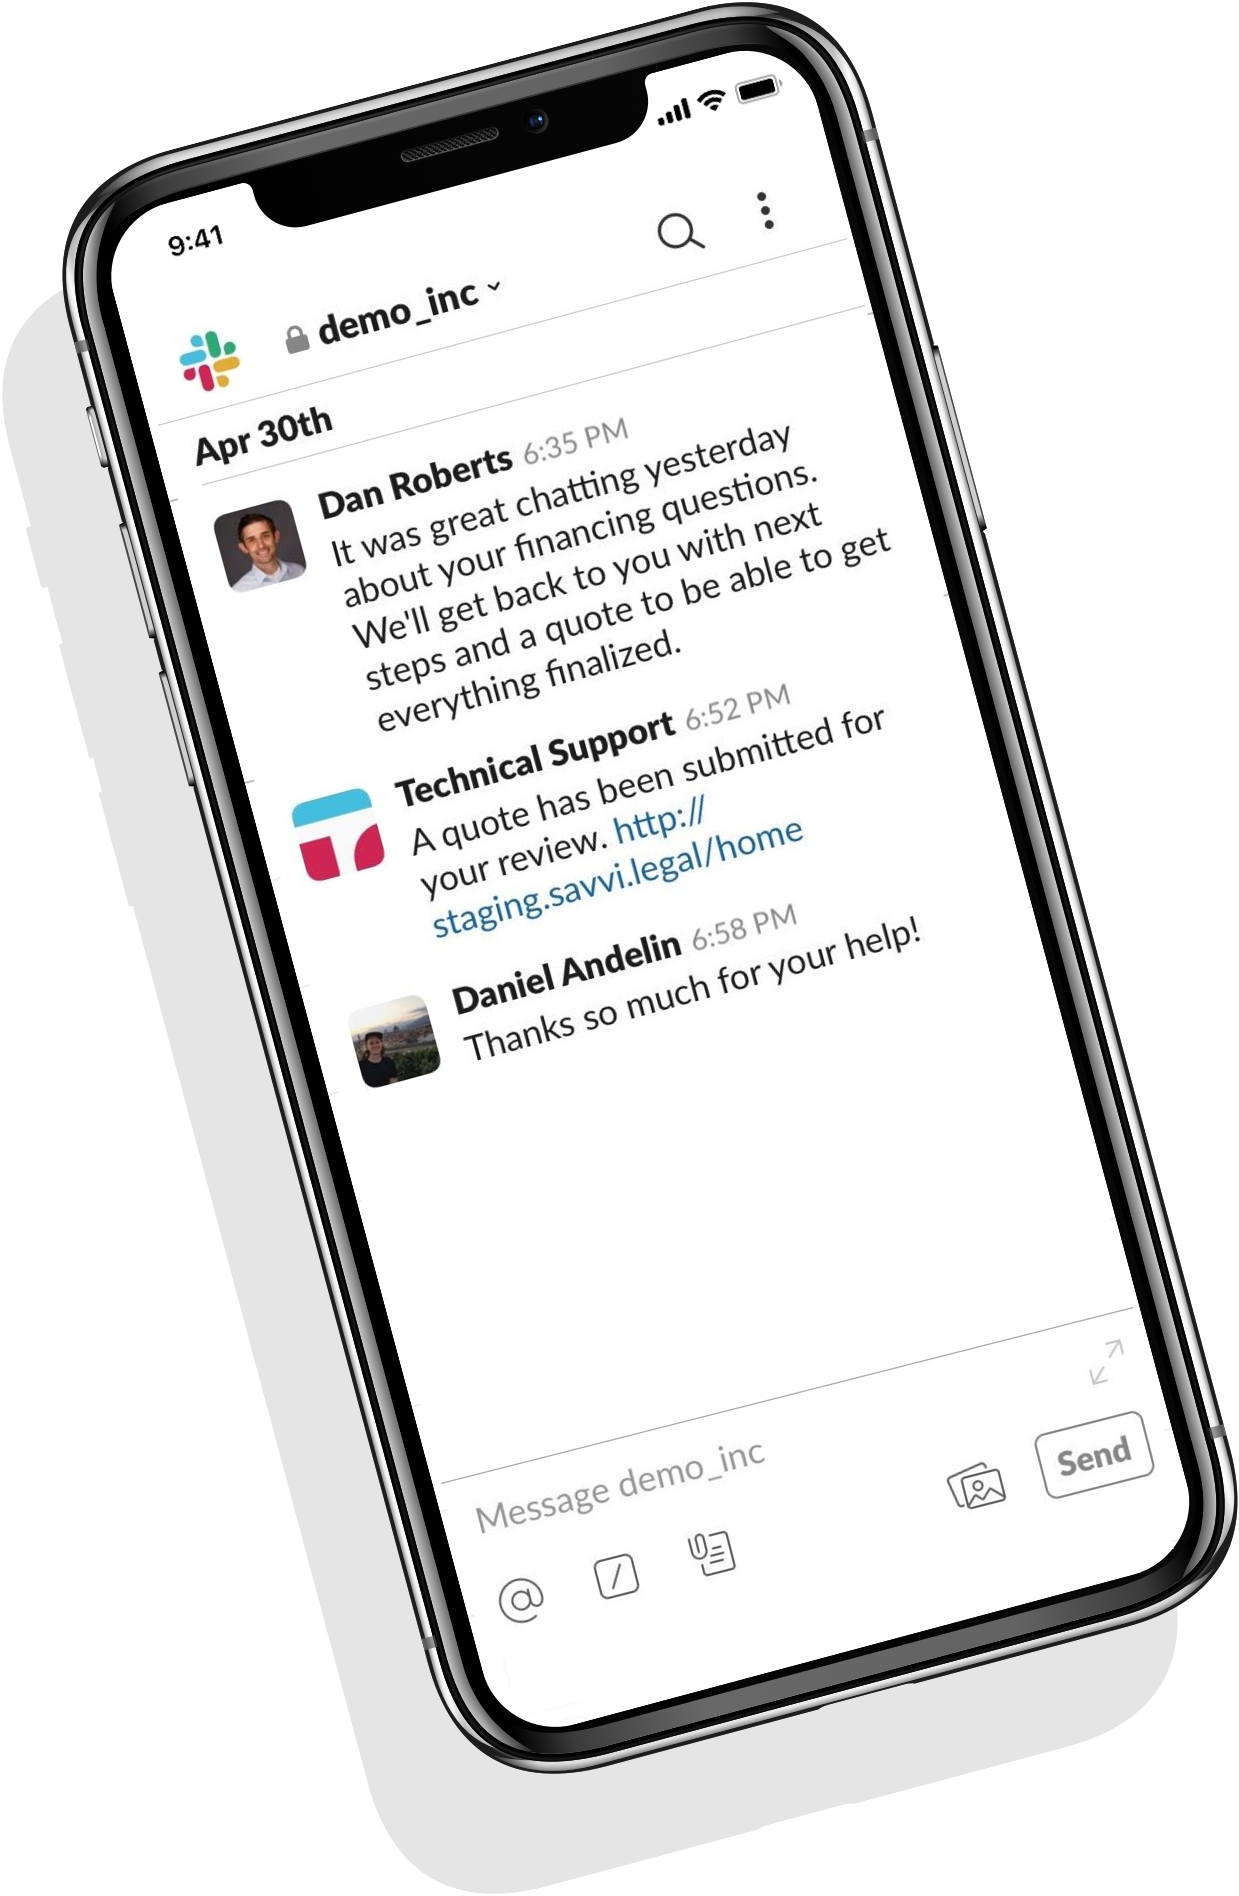 9:41
demo_inc
Apr 30th
Dan Roberts 6:35 PM
It was great chatting yesterday
about your financing questions.
We'll get back to you with next
steps and a quote to be able to get
everything finalized.
Technical Support 6:52 PM
A quote has been submitted for
your review. http://
staging.savvi.legal/home
Daniel Andelin 6:58 PM
Thanks so much for your help!
Message demo_inc
Send
@